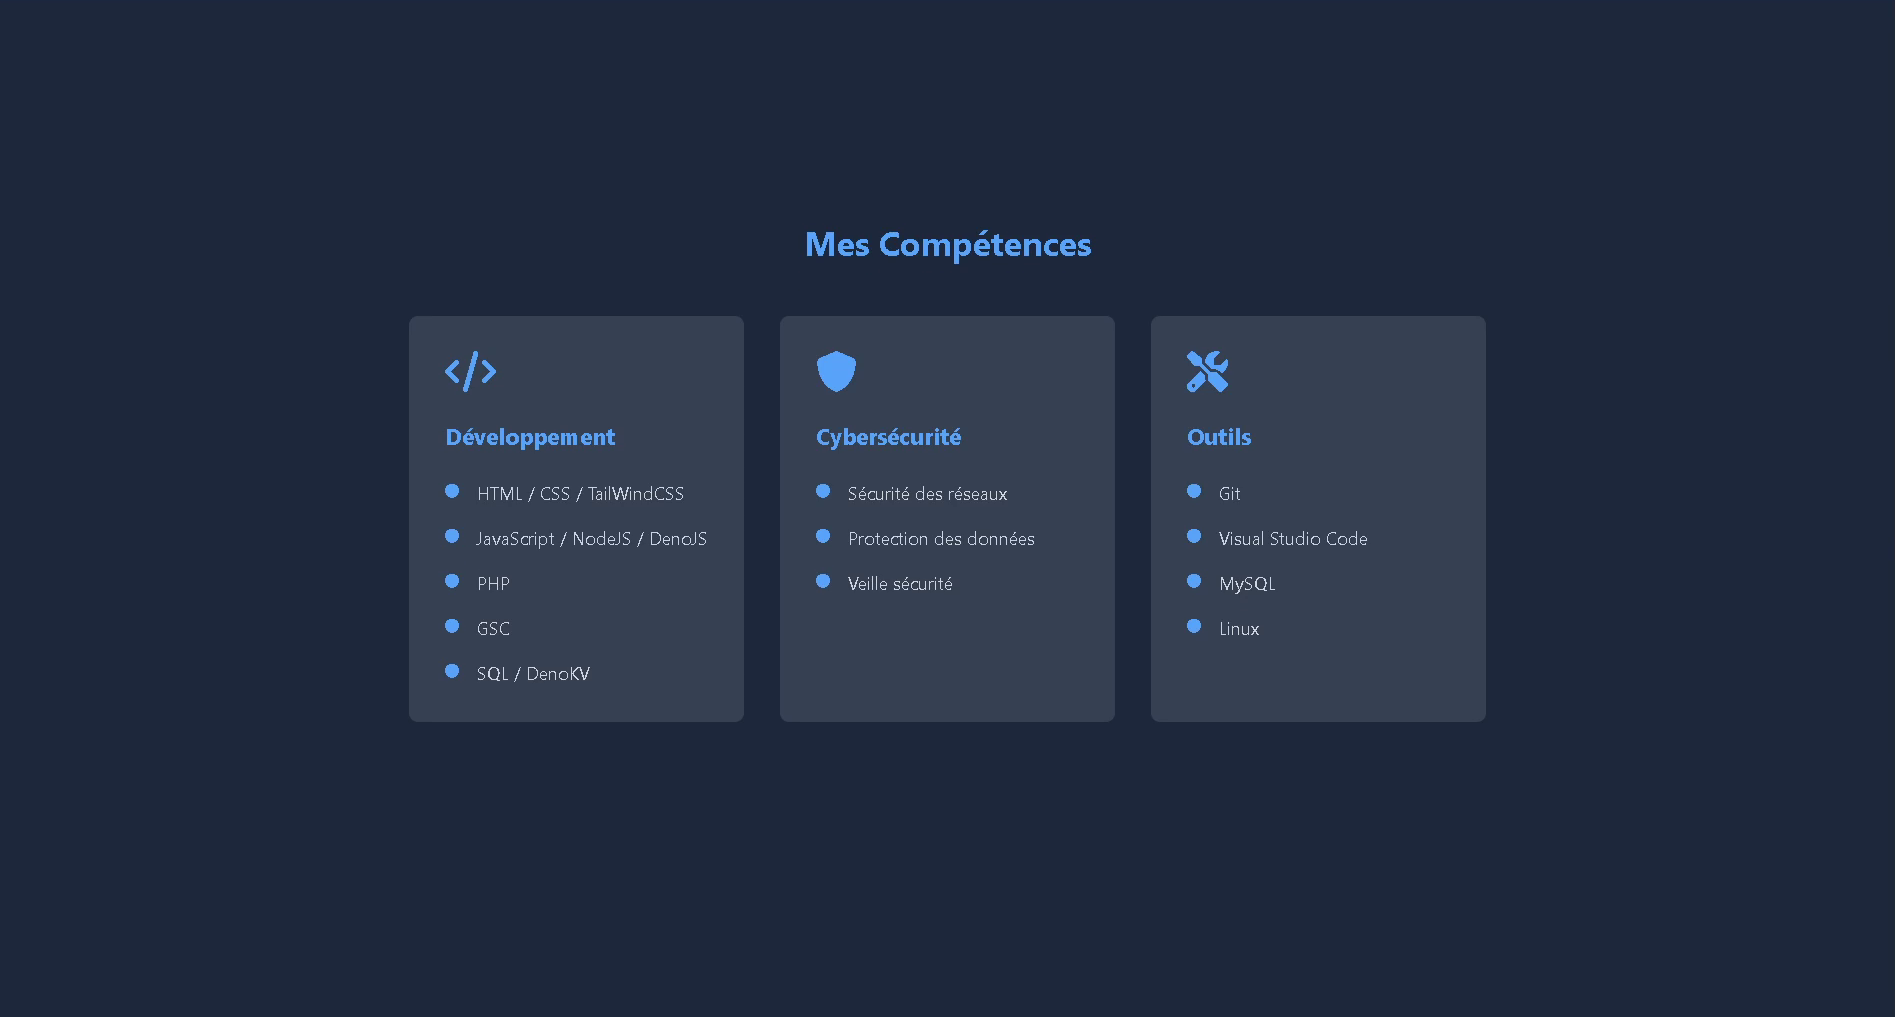 Mes Compétences
Développement
HTML / CSS / TailWindCSS
JavaScript / NodeJS / DenoJS
PHP
GSC
SQL / DenoKV
Cybersécurité
Sécurité des réseaux
Protection des données
Veille sécurité
Outils
Git
Visual Studio Code
MySQL
Linux